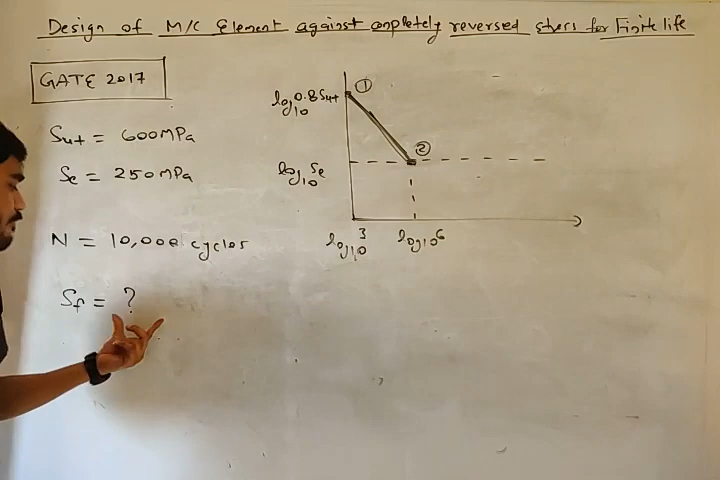 Design of M/C Element against completely reversed stress for Finite life
GATE 2017
Sut = 600MPa
Se = 250MPa
N = 10,000 cycles
Sf = ?
log10 0.8Sut
①
②
log10 Se
log10 3
log10 6